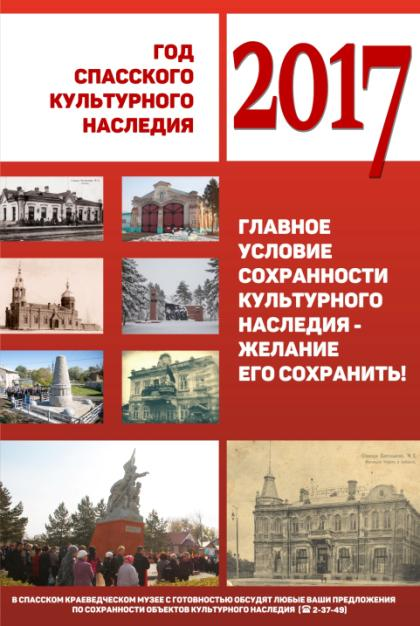 ГОД
СПАССКОГО
КУЛЬТУРНОГО
НАСЛЕДИЯ
2017
ГЛАВНОЕ
УСЛОВИЕ
СОХРАННОСТИ
КУЛЬТУРНОГО
НАСЛЕДИЯ -
ЖЕЛАНИЕ
ЕГО СОХРАНИТЬ!
В СПАССКОМ КРАЕВЕДЧЕСКОМ МУЗЕЕ С ГОТОВНОСТЬЮ ОБСУДЯТ ЛЮБЫЕ ВАШИ ПРЕДЛОЖЕНИЯ
ПО СОХРАННОСТИ ОБЪЕКТОВ КУЛЬТУРНОГО НАСЛЕДИЯ (☎ 2-37-49)